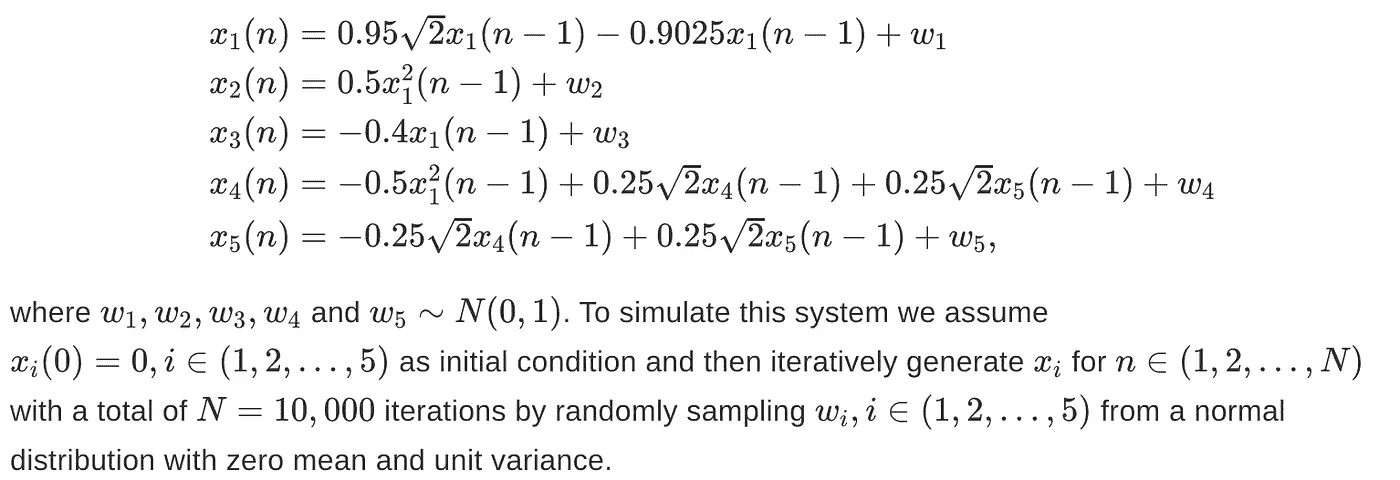 x₁(n) = 0.95√2x₁(n − 1) − 0.9025x₁(n − 1) + w₁
x₂(n) = 0.5x₁²(n − 1) + w₂
x₃(n) = −0.4x₁(n − 1) + w₃
x₄(n) = −0.5x₁²(n − 1) + 0.25√2x₄(n − 1) + 0.25√2x₅(n − 1) + w₄
x₅(n) = −0.25√2x₄(n − 1) + 0.25√2x₅(n − 1) + w₅,
where w₁, w₂, w₃, w₄ and w₅ ∼ N(0, 1). To simulate this system we assume
xᵢ(0) = 0, i ∈ (1, 2, …, 5) as initial condition and then iteratively generate xᵢ for n ∈ (1, 2, …, N)
with a total of N = 10,000 iterations by randomly sampling wᵢ, i ∈ (1, 2, …, 5) from a normal
distribution with zero mean and unit variance.